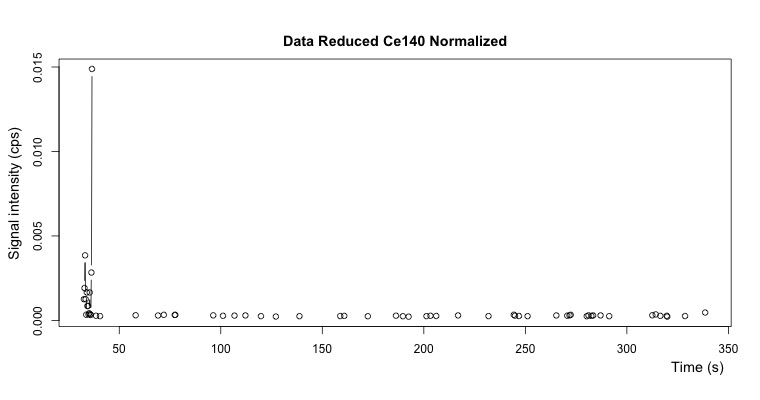 Data Reduced Ce140 Normalized
Signal intensity (cps)
0.015
0.010
0.005
0.000
50 100 150 200 250 300 350
Time (s)